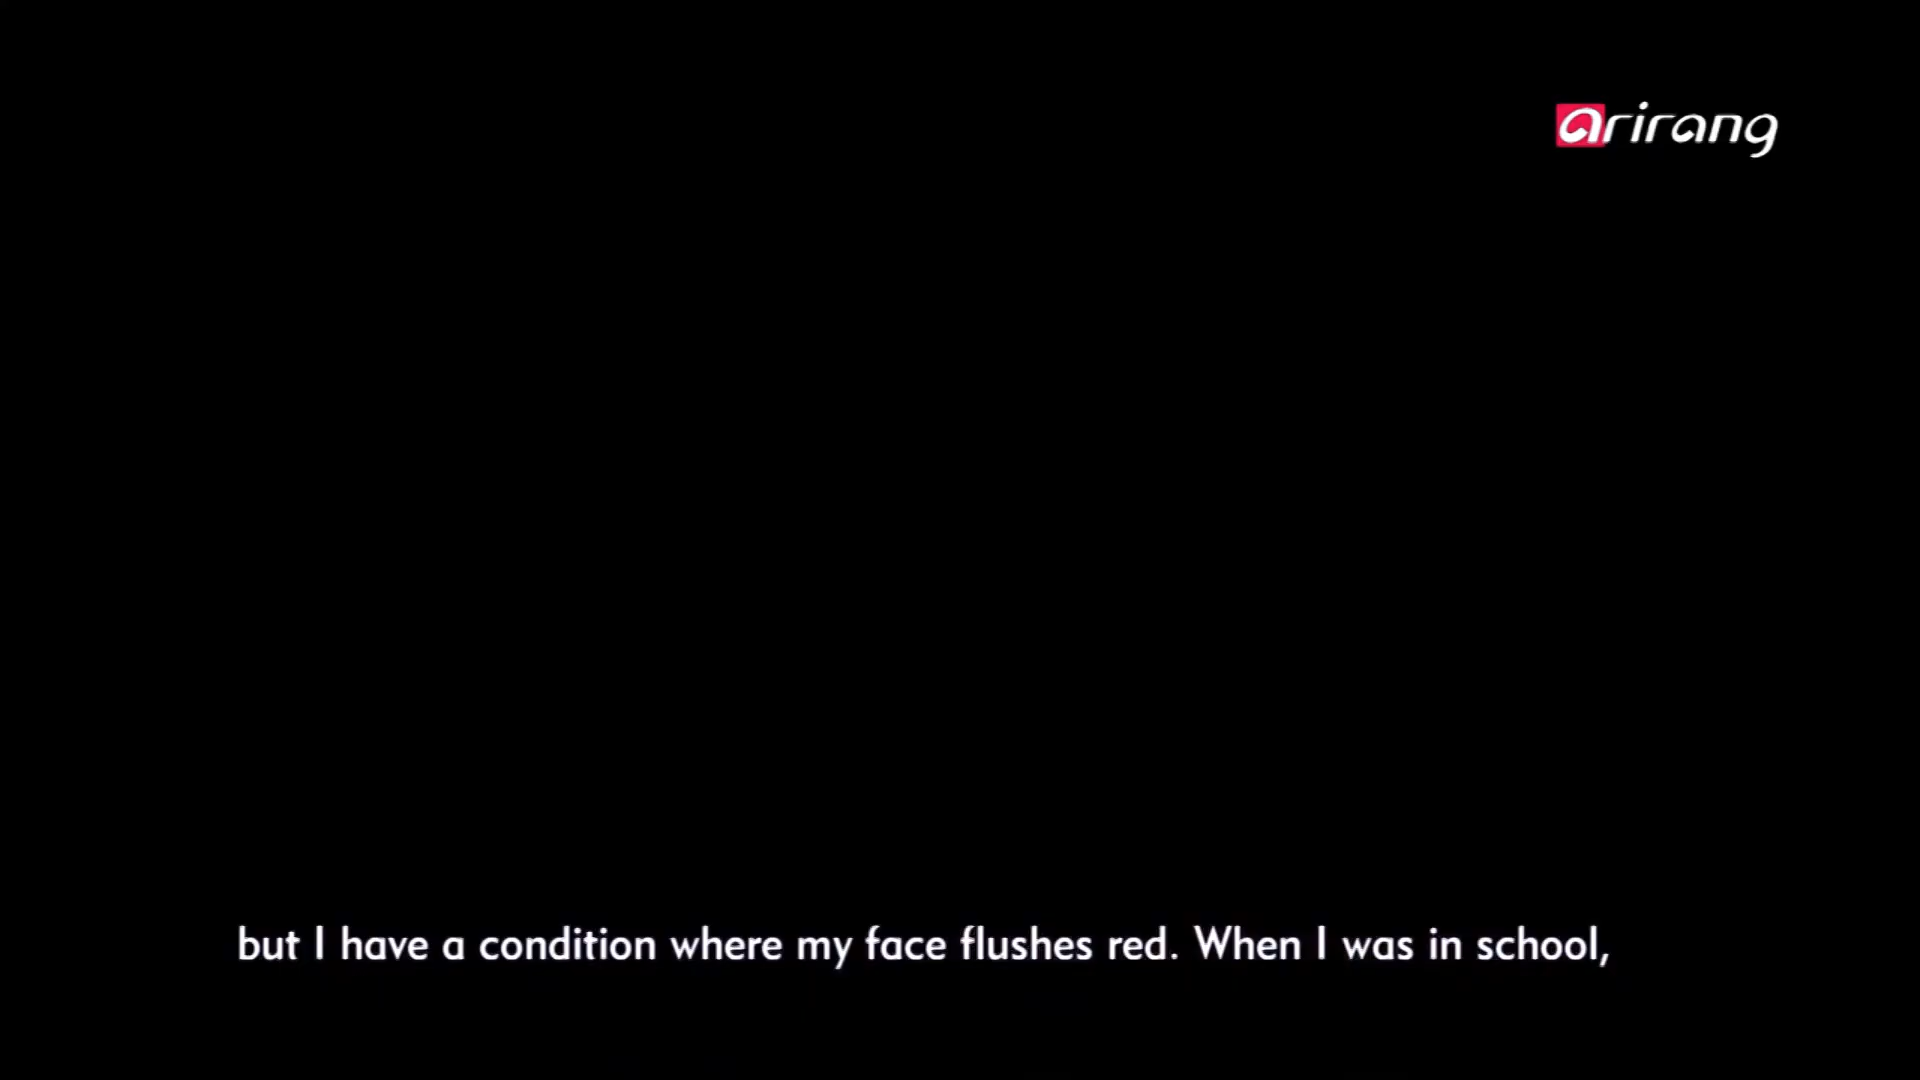 arirang
but I have a condition where my face flushes red. When I was in school,